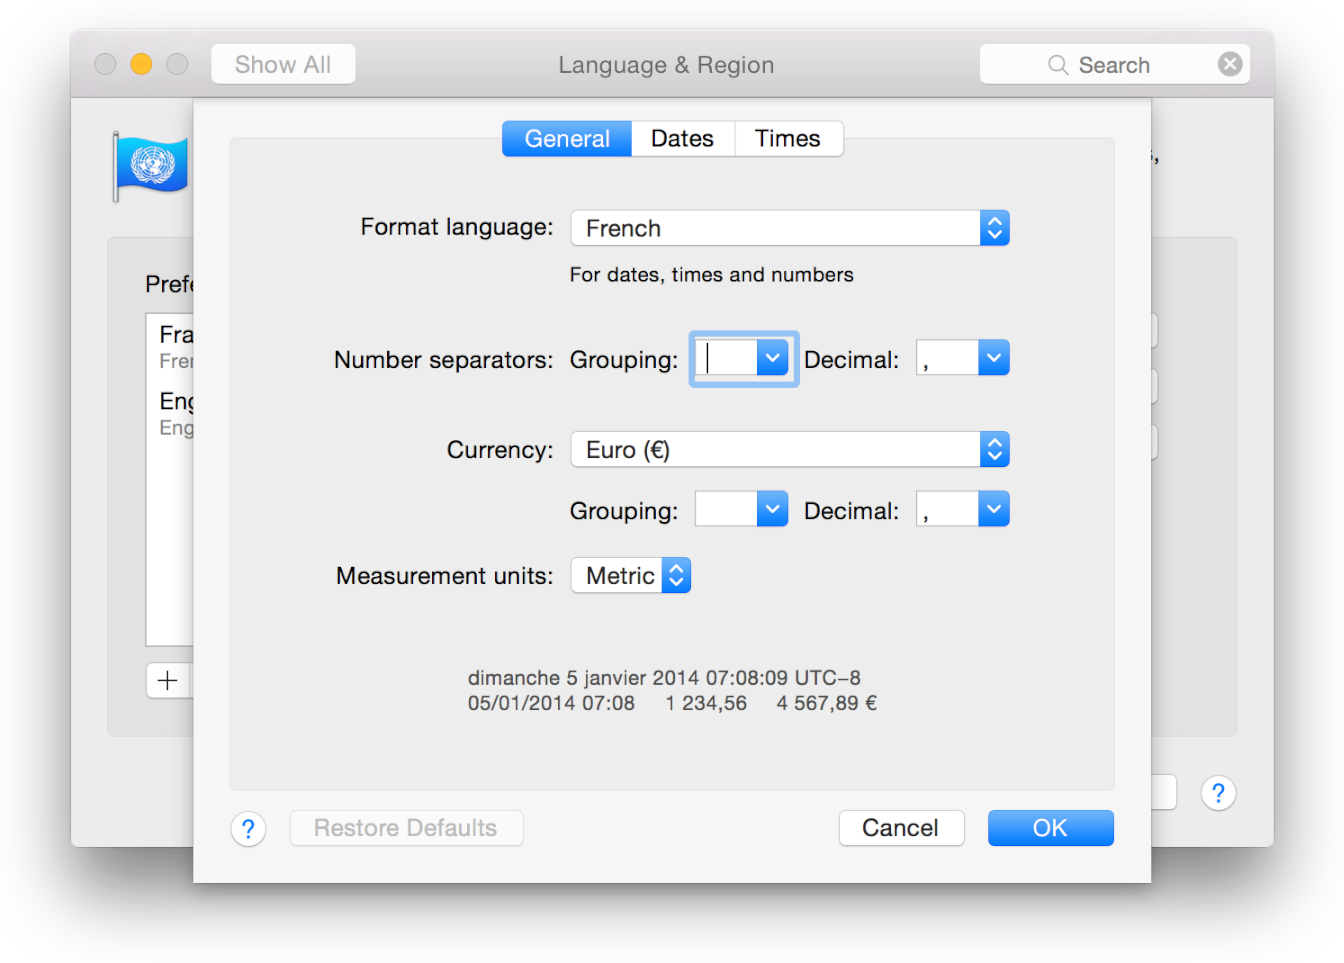 Show All
Language & Region
Search
General Dates Times
Format language: French
For dates, times and numbers
Number separators: Grouping: Decimal: ,
Currency: Euro (€)
Grouping: Decimal: ,
Measurement units: Metric
dimanche 5 janvier 2014 07:08:09 UTC−8
05/01/2014 07:08 1 234,56 4 567,89 €
Prefe
Fra
Fren
Eng
Eng
+
? Restore Defaults Cancel OK
?